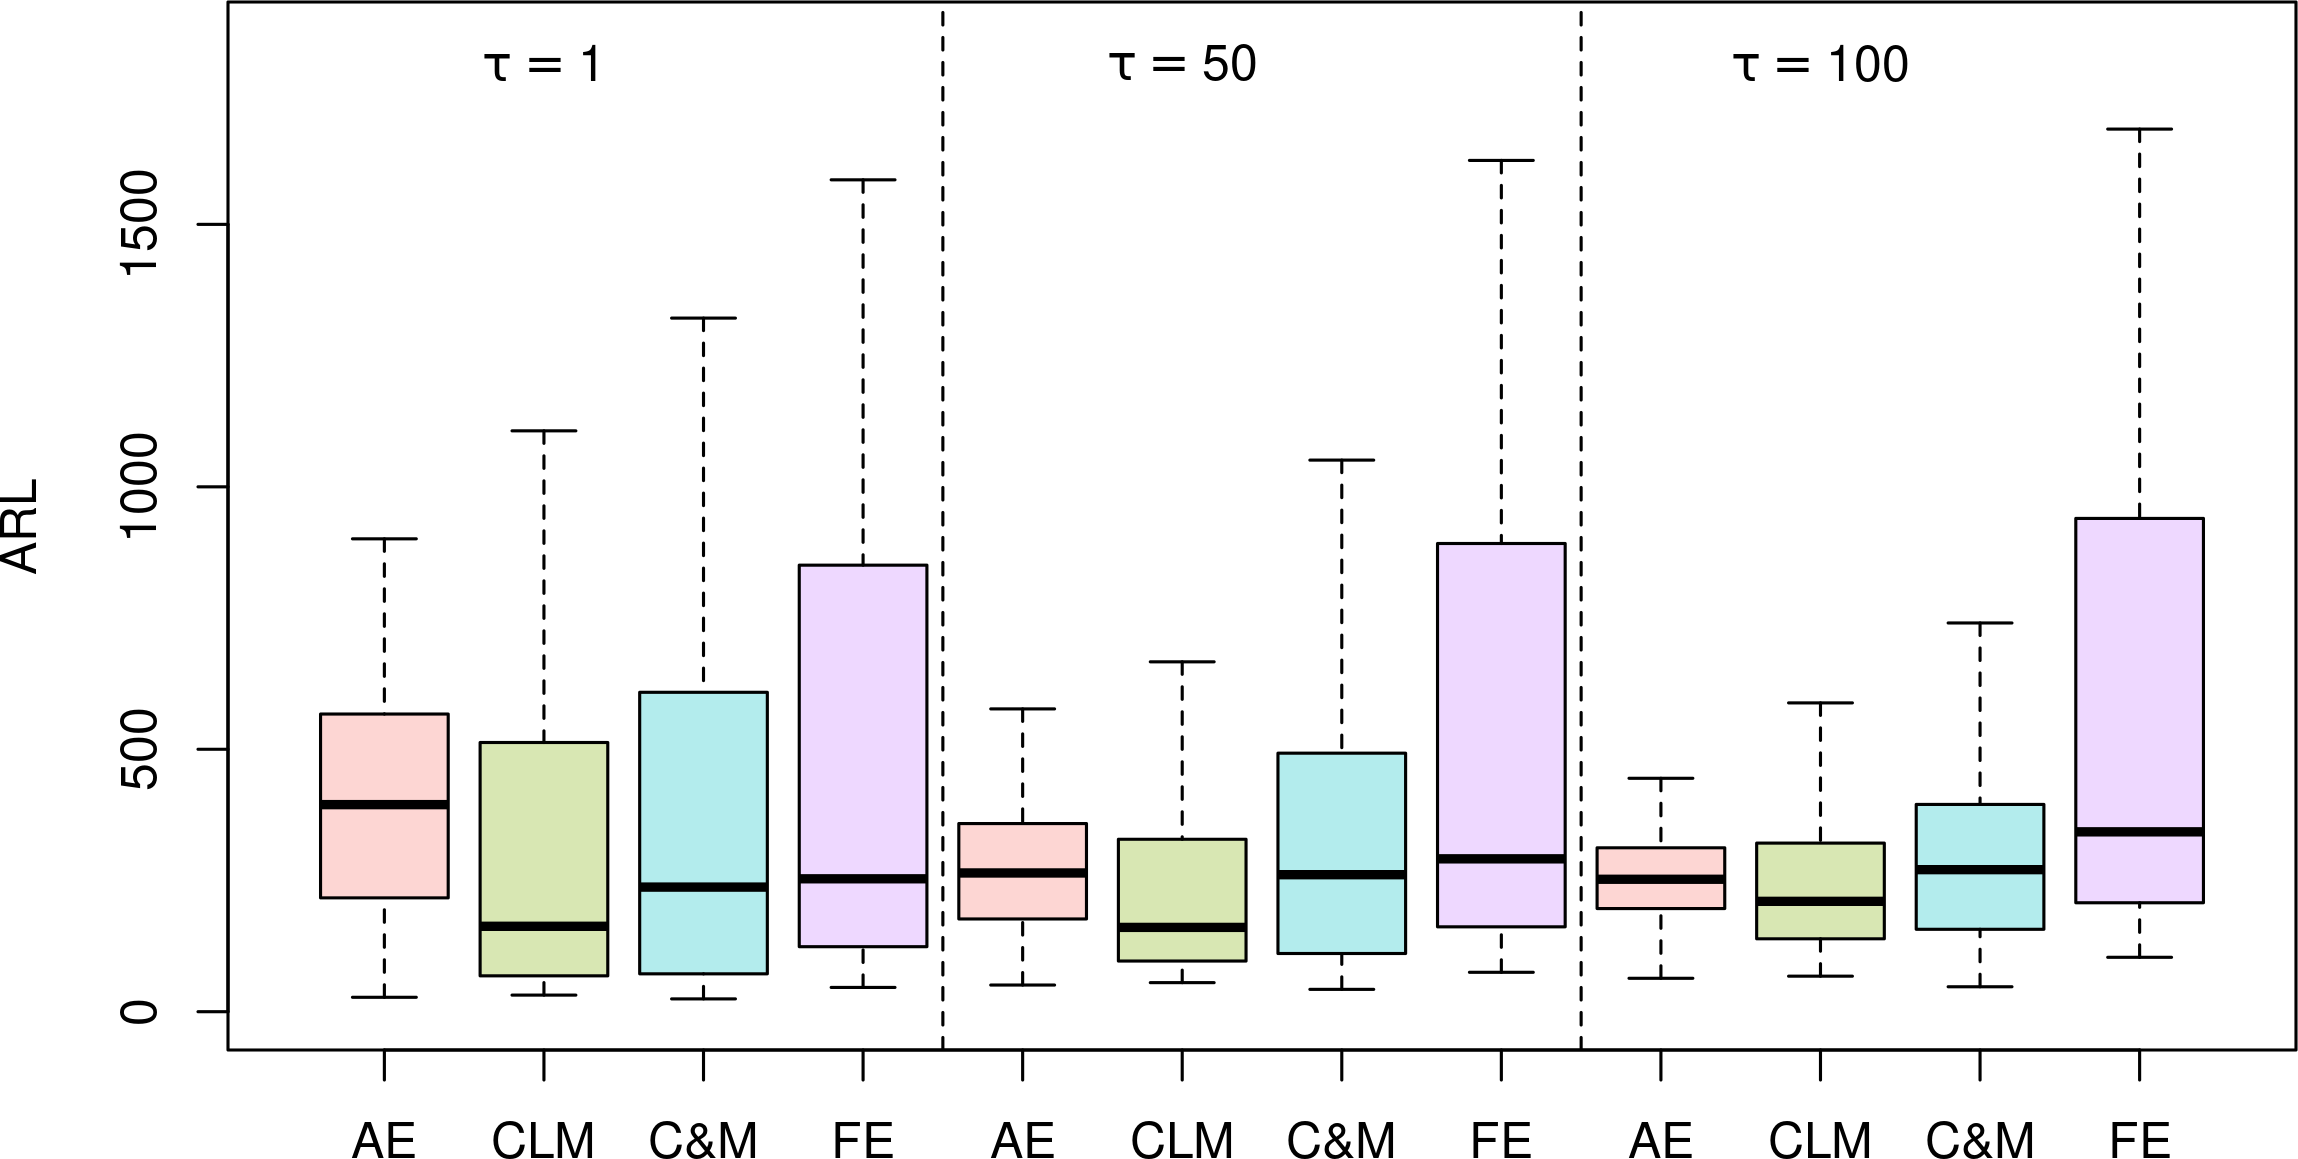 τ = 1
τ = 50
τ = 100
ARL
1500
1000
500
0
AE CLM C&M FE AE CLM C&M FE AE CLM C&M FE